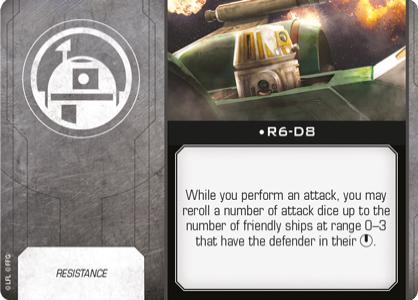 •R6-D8
While you perform an attack, you may
reroll a number of attack dice up to the
number of friendly ships at range 0–3
that have the defender in their .
RESISTANCE
© LFL © FFG